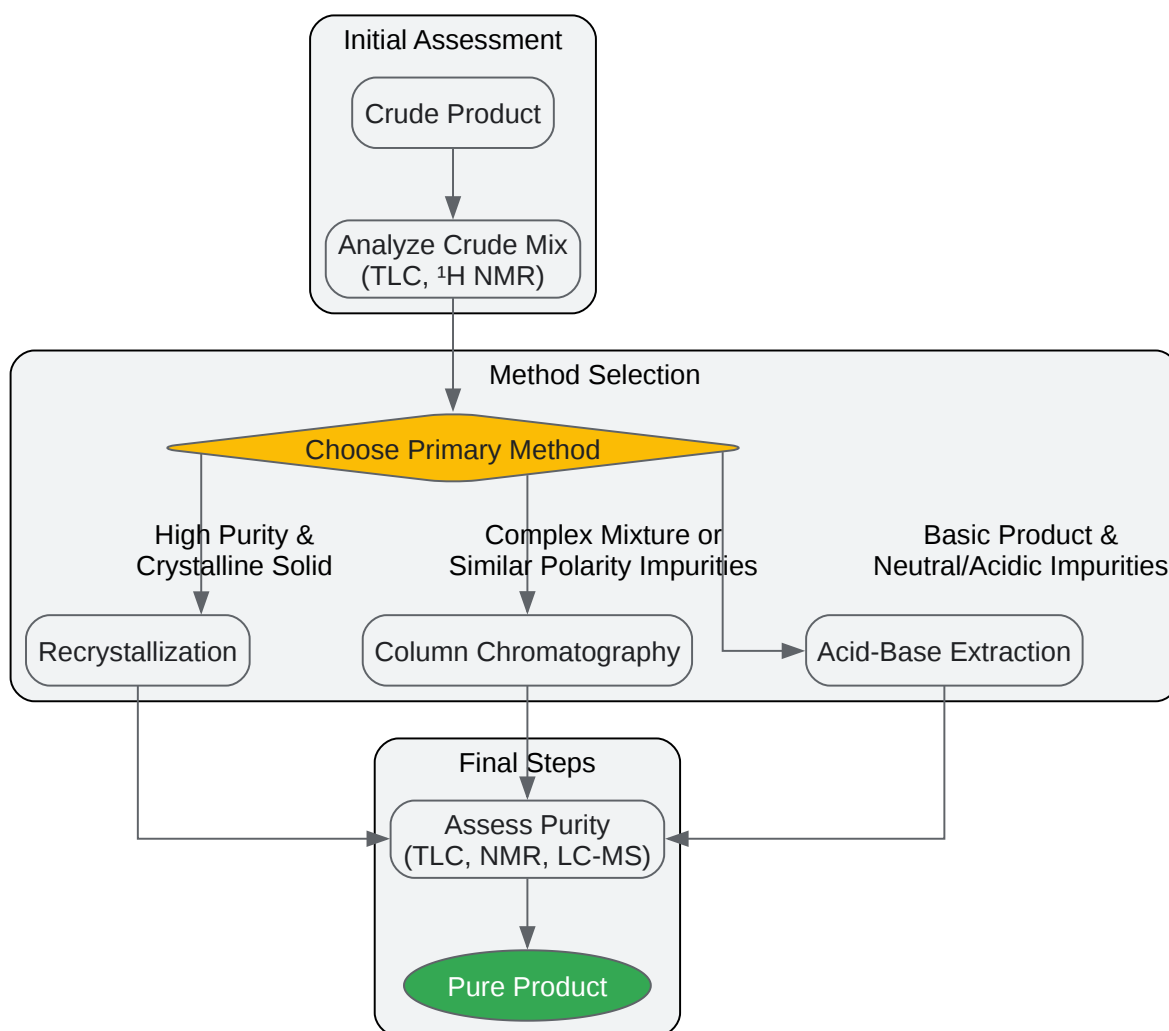 Initial Assessment
Crude Product
Analyze Crude Mix
(TLC, ¹H NMR)
Method Selection
Choose Primary Method
High Purity &
Crystalline Solid
Complex Mixture or
Similar Polarity Impurities
Basic Product &
Neutral/Acidic Impurities
Recrystallization
Column Chromatography
Acid-Base Extraction
Final Steps
Assess Purity
(TLC, NMR, LC-MS)
Pure Product